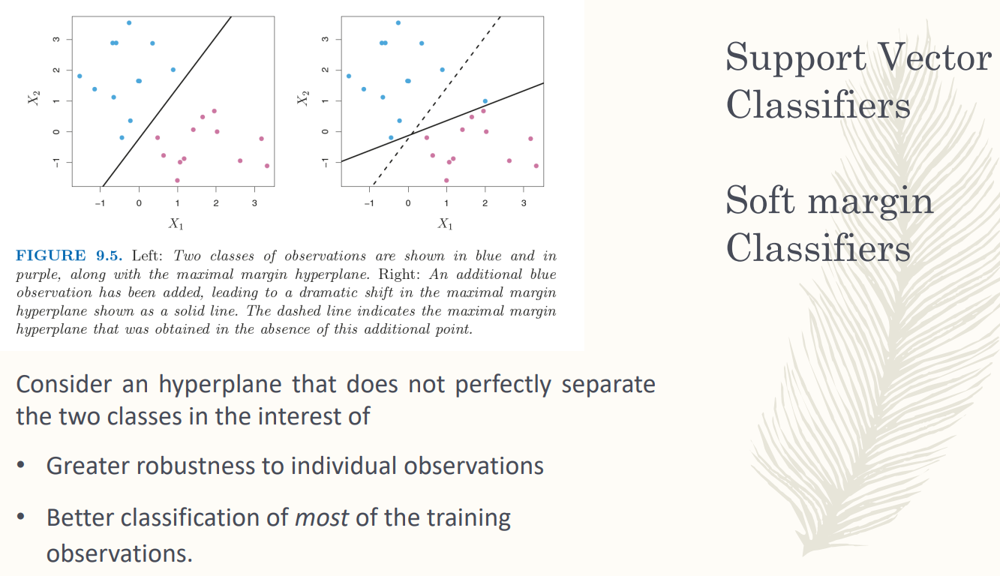 3
2
1
0
−1
X2
−1
0
1
2
3
X1
3
2
1
0
−1
X2
−1
0
1
2
3
X1
FIGURE 9.5. Left: Two classes of observations are shown in blue and in
purple, along with the maximal margin hyperplane. Right: An additional blue
observation has been added, leading to a dramatic shift in the maximal margin
hyperplane shown as a solid line. The dashed line indicates the maximal margin
hyperplane that was obtained in the absence of this additional point.
Support Vector
Classifiers
Soft margin
Classifiers
Consider an hyperplane that does not perfectly separate
the two classes in the interest of
• Greater robustness to individual observations
• Better classification of most of the training
observations.